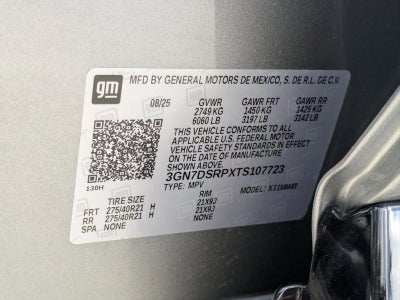 gm
MFD BY GENERAL MOTORS DE MEXICO, S. DE R.L. DE C.V.
08/25 GVWR GAWR FRT GAWR RR
2749 KG 1450 KG 1425 KG
6060 LB 3197 LB 3142 LB
THIS VEHICLE CONFORMS TO ALL APPLICABLE
U.S. FEDERAL MOTOR
VEHICLE SAFETY STANDARDS IN EFFECT
ON THE DATE OF MANUFACTURE
SHOWN ABOVE.
3GN7DSRPXTS107723
TYPE: MPV MODEL:
130H
TIRE SIZE RIM
FRT 275/40R21 H 21X9J
RR 275/40R21 H 21X9J
SPA NONE NONE